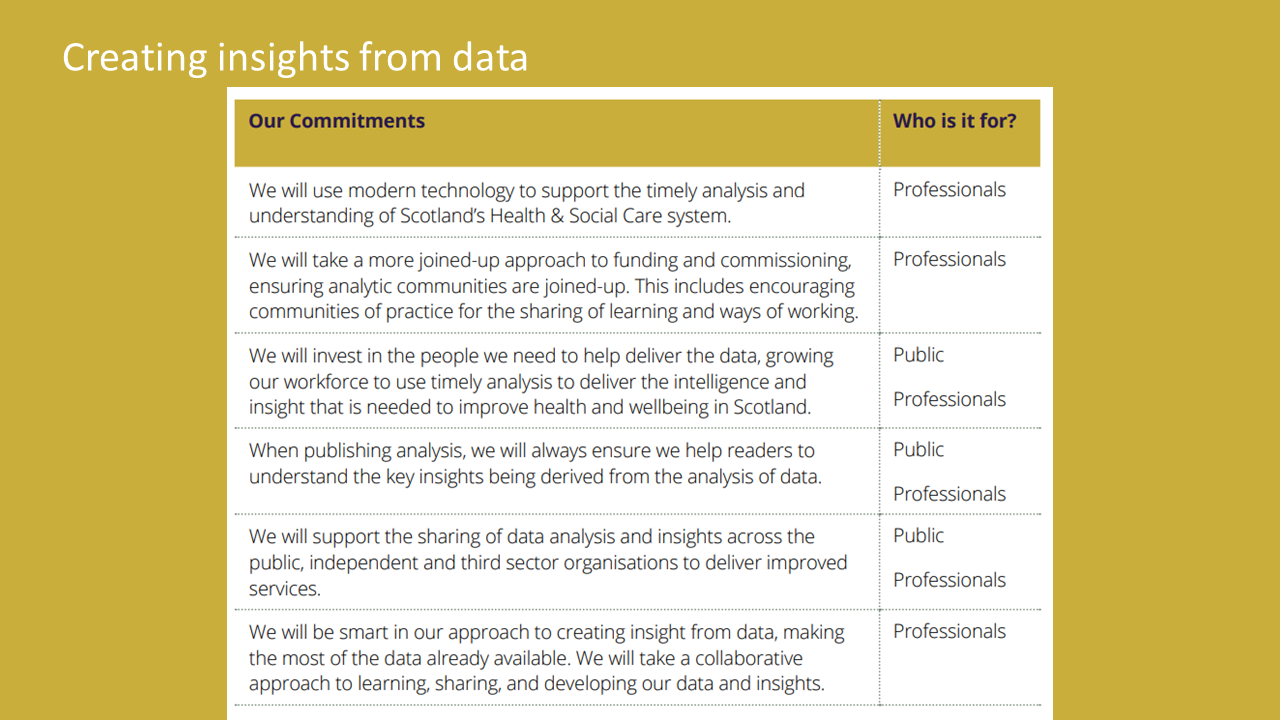 Creating insights from data
Our Commitments
Who is it for?
We will use modern technology to support the timely analysis and
understanding of Scotland’s Health & Social Care system.
Professionals
We will take a more joined-up approach to funding and commissioning,
ensuring analytic communities are joined-up. This includes encouraging
communities of practice for the sharing of learning and ways of working.
Professionals
We will invest in the people we need to help deliver the data, growing
our workforce to use timely analysis to deliver the intelligence and
insight that is needed to improve health and wellbeing in Scotland.
Public
Professionals
When publishing analysis, we will always ensure we help readers to
understand the key insights being derived from the analysis of data.
Public
Professionals
We will support the sharing of data analysis and insights across the
public, independent and third sector organisations to deliver improved
services.
Public
Professionals
We will be smart in our approach to creating insight from data, making
the most of the data already available. We will take a collaborative
approach to learning, sharing, and developing our data and insights.
Professionals